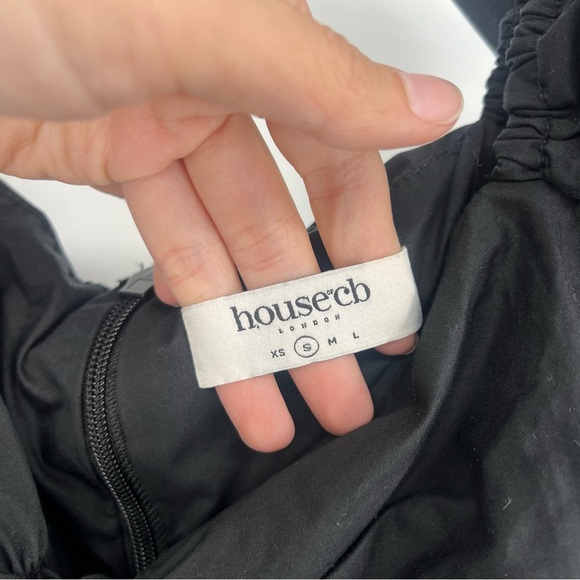 house OF cb
LONDON
XS S M L